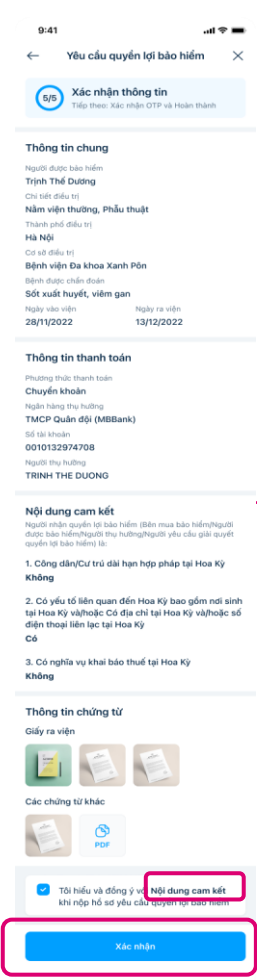 9:41
Yêu cầu quyền lợi bảo hiểm
5/5
Xác nhận thông tin
Tiếp theo: Xác nhận OTP và Hoàn thành
Thông tin chung
Người được bảo hiểm
Trịnh Thế Dương
Chi tiết điều trị
Nằm viện thường, Phẫu thuật
Thành phố điều trị
Hà Nội
Cơ sở điều trị
Bệnh viện Đa khoa Xanh Pôn
Bệnh được chẩn đoán
Sốt xuất huyết, viêm gan
Ngày vào viện Ngày ra viện
28/11/2022 13/12/2022
Thông tin thanh toán
Phương thức thanh toán
Chuyển khoản
Ngân hàng thụ hưởng
TMCP Quân đội (MBBank)
Số tài khoản
0010132974708
Người thụ hưởng
TRINH THE DUONG
Nội dung cam kết
Người nhận quyền lợi bảo hiểm (Bên mua bảo hiểm/Người
được bảo hiểm/Người thụ hưởng/Người yêu cầu giải quyết
quyền lợi bảo hiểm) là:
1. Công dân/Cư trú dài hạn hợp pháp tại Hoa Kỳ
Không
2. Có yếu tố liên quan đến Hoa Kỳ bao gồm nơi sinh
tại Hoa Kỳ và/hoặc Có địa chỉ tại Hoa Kỳ và/hoặc số
điện thoại liên lạc tại Hoa Kỳ
Có
3. Có nghĩa vụ khai báo thuế tại Hoa Kỳ
Không
Thông tin chứng từ
Giấy ra viện
Các chứng từ khác
PDF
Tôi hiểu và đồng ý với Nội dung cam kết
khi nộp hồ sơ yêu cầu quyền lợi bảo hiểm
Xác nhận